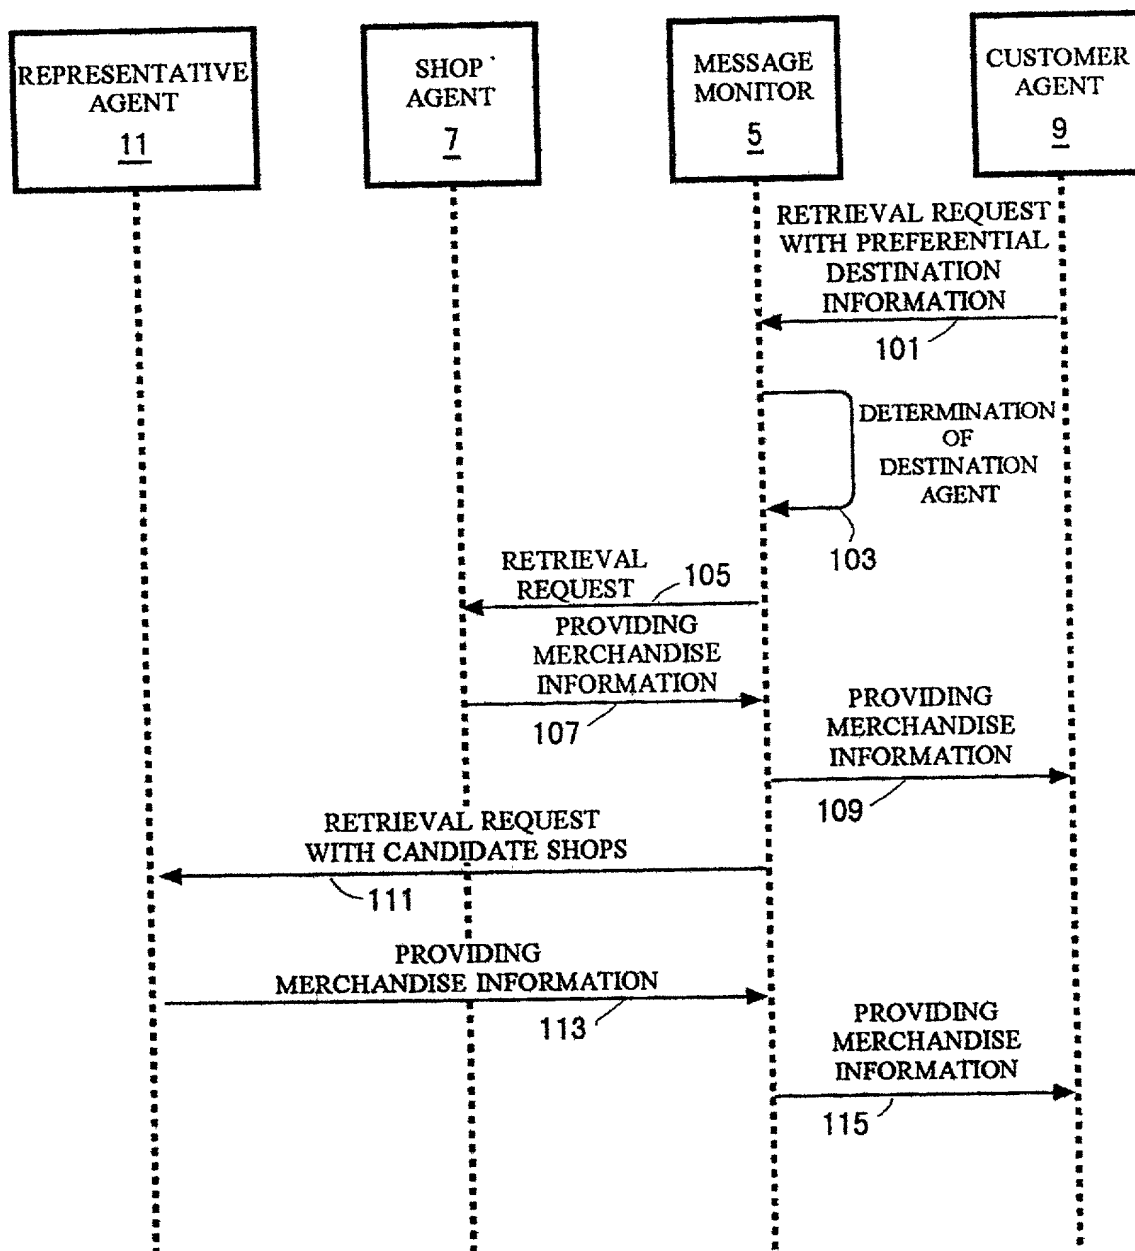 REPRESENTATIVE
AGENT
11
SHOP
AGENT
7
MESSAGE
MONITOR
5
CUSTOMER
AGENT
9
RETRIEVAL REQUEST
WITH PREFERENTIAL
DESTINATION
INFORMATION
101
DETERMINATION
OF
DESTINATION
AGENT
103
RETRIEVAL
REQUEST
105
PROVIDING
MERCHANDISE
INFORMATION
107
PROVIDING
MERCHANDISE
INFORMATION
109
RETRIEVAL REQUEST
WITH CANDIDATE SHOPS
111
PROVIDING
MERCHANDISE INFORMATION
113
PROVIDING
MERCHANDISE
INFORMATION
115